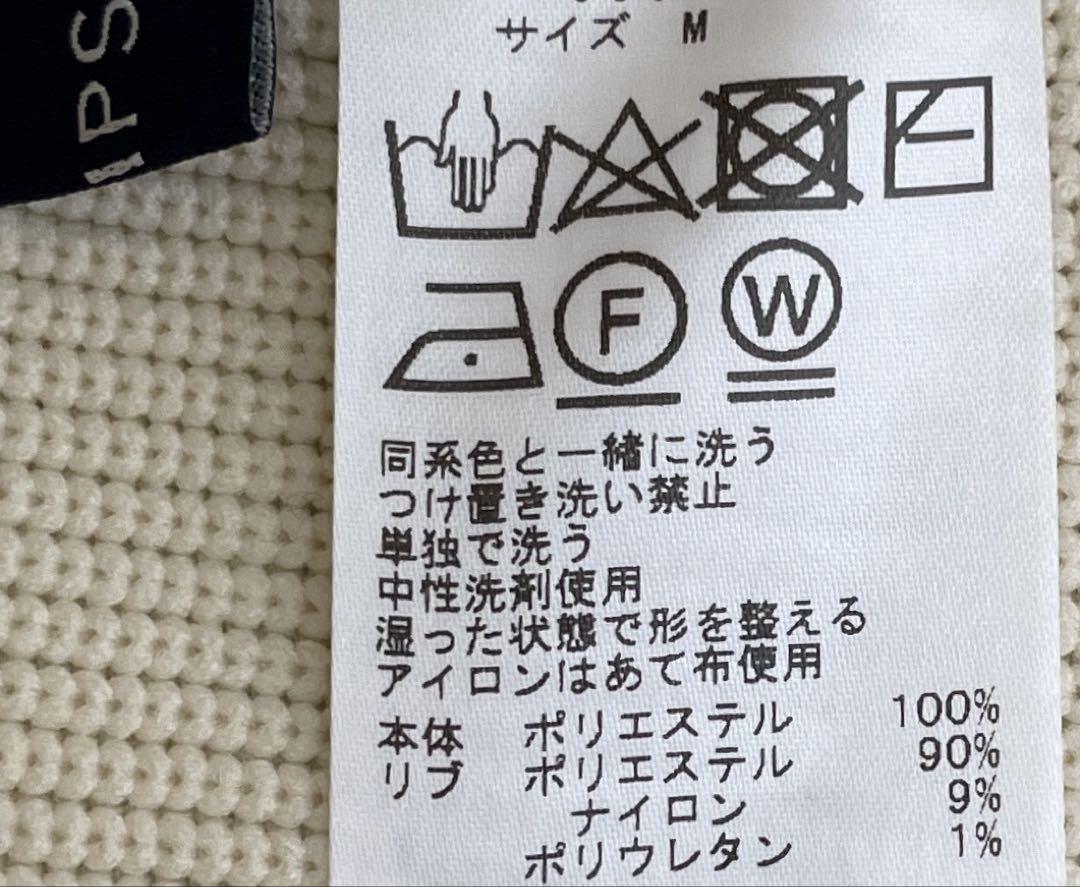 IPS
サイズ M
F
W
同系色と一緒に洗う
つけ置き洗い禁止
単独で洗う
中性洗剤使用
湿った状態で形を整える
アイロンはあて布使用
本体 ポリエステル 100%
リブ ポリエステル 90%
ナイロン 9%
ポリウレタン 1%